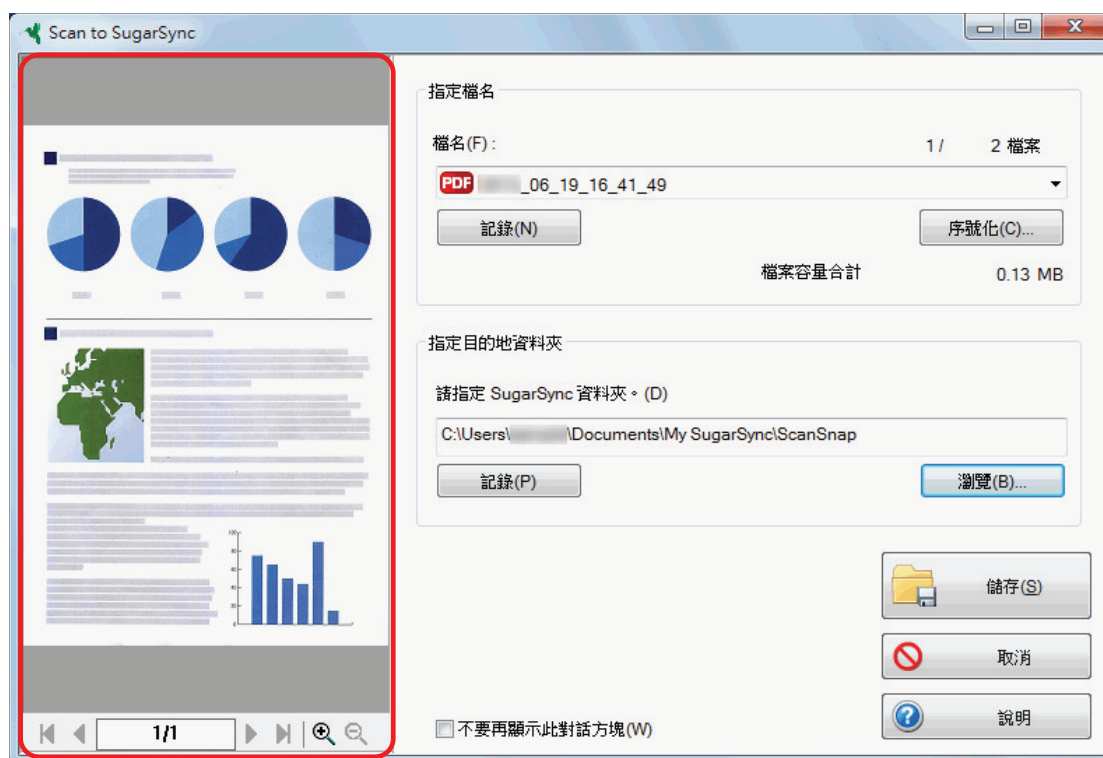 Scan to SugarSync
指定檔名
檔名(F) :
1 / 2 檔案
PDF _06_19_16_41_49
記錄(N)
序號化(C)...
檔案容量合計 0.13 MB
指定目的地資料夾
請指定 SugarSync 資料夾。(D)
C:\Users\ \Documents\My SugarSync\ScanSnap
記錄(P)
瀏覽(B)...
儲存(S)
取消
說明
不要再顯示此對話方塊(W)
1/1